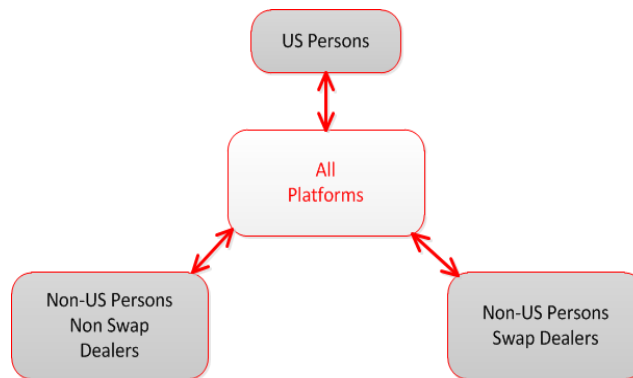 US Persons
All
Platforms
Non-US Persons
Non Swap
Dealers
Non-US Persons
Swap Dealers